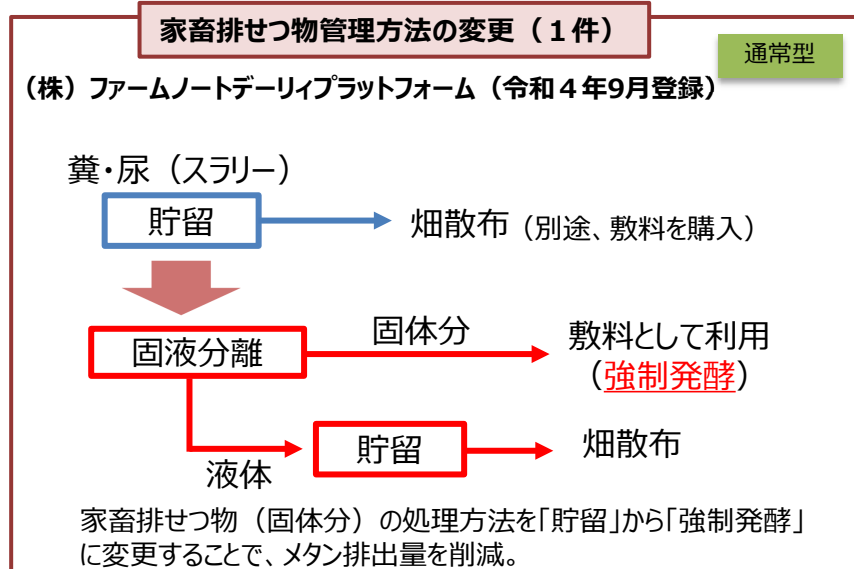 家畜排せつ物管理方法の変更（１件）
通常型
（株）ファームノートデーリィプラットフォーム（令和４年9月登録）
糞・尿（スラリー）
貯留
畑散布（別途、敷料を購入）
固液分離
固体分
敷料として利用
（強制発酵）
液体
貯留
畑散布
家畜排せつ物（固体分）の処理方法を「貯留」から「強制発酵」
に変更することで、メタン排出量を削減。